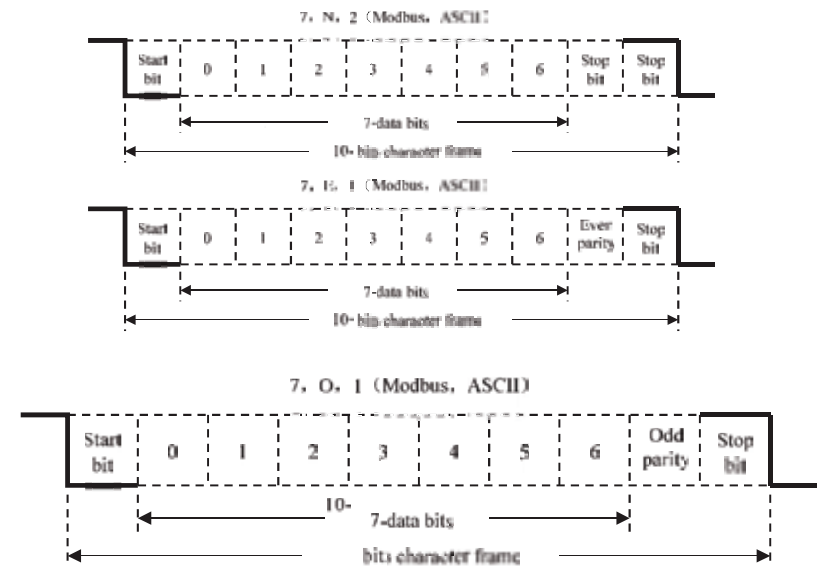 7，N，2（Modbus，ASCII）
Start bit 0 1 2 3 4 5 6 Stop bit Stop bit
7-data bits
10- bits character frame
7，E，1（Modbus，ASCII）
Start bit 0 1 2 3 4 5 6 Ever parity Stop bit
7-data bits
10- bits character frame
7，O，1（Modbus，ASCII）
Start bit 0 1 2 3 4 5 6 Odd parity Stop bit
10-
7-data bits
bits character frame